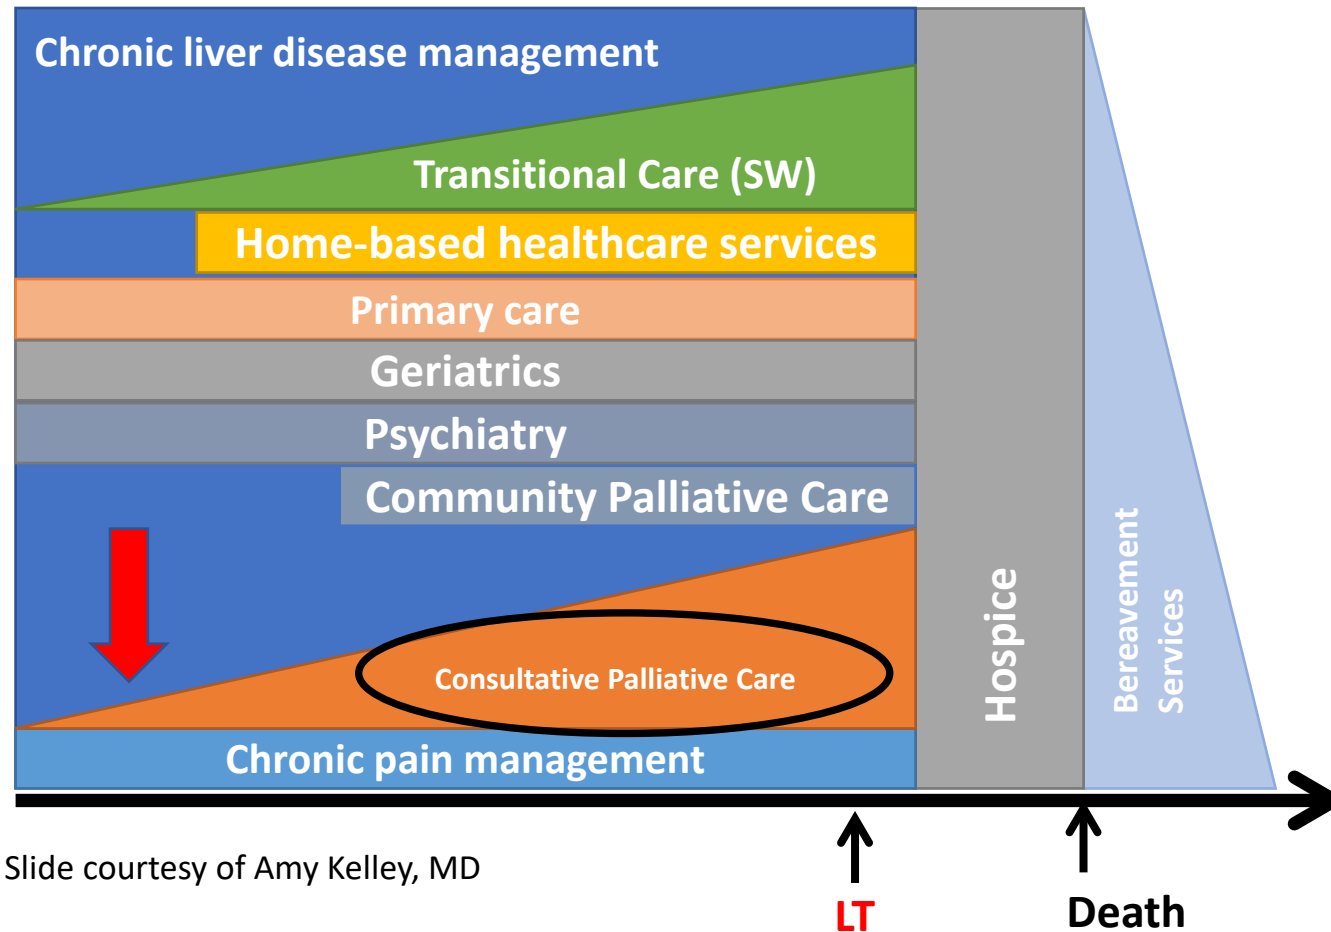 Chronic liver disease management
Transitional Care (SW)
Home-based healthcare services
Primary care
Geriatrics
Psychiatry
Community Palliative Care
Consultative Palliative Care
Chronic pain management
Hospice
Bereavement
Services
LT
Death
Slide courtesy of Amy Kelley, MD